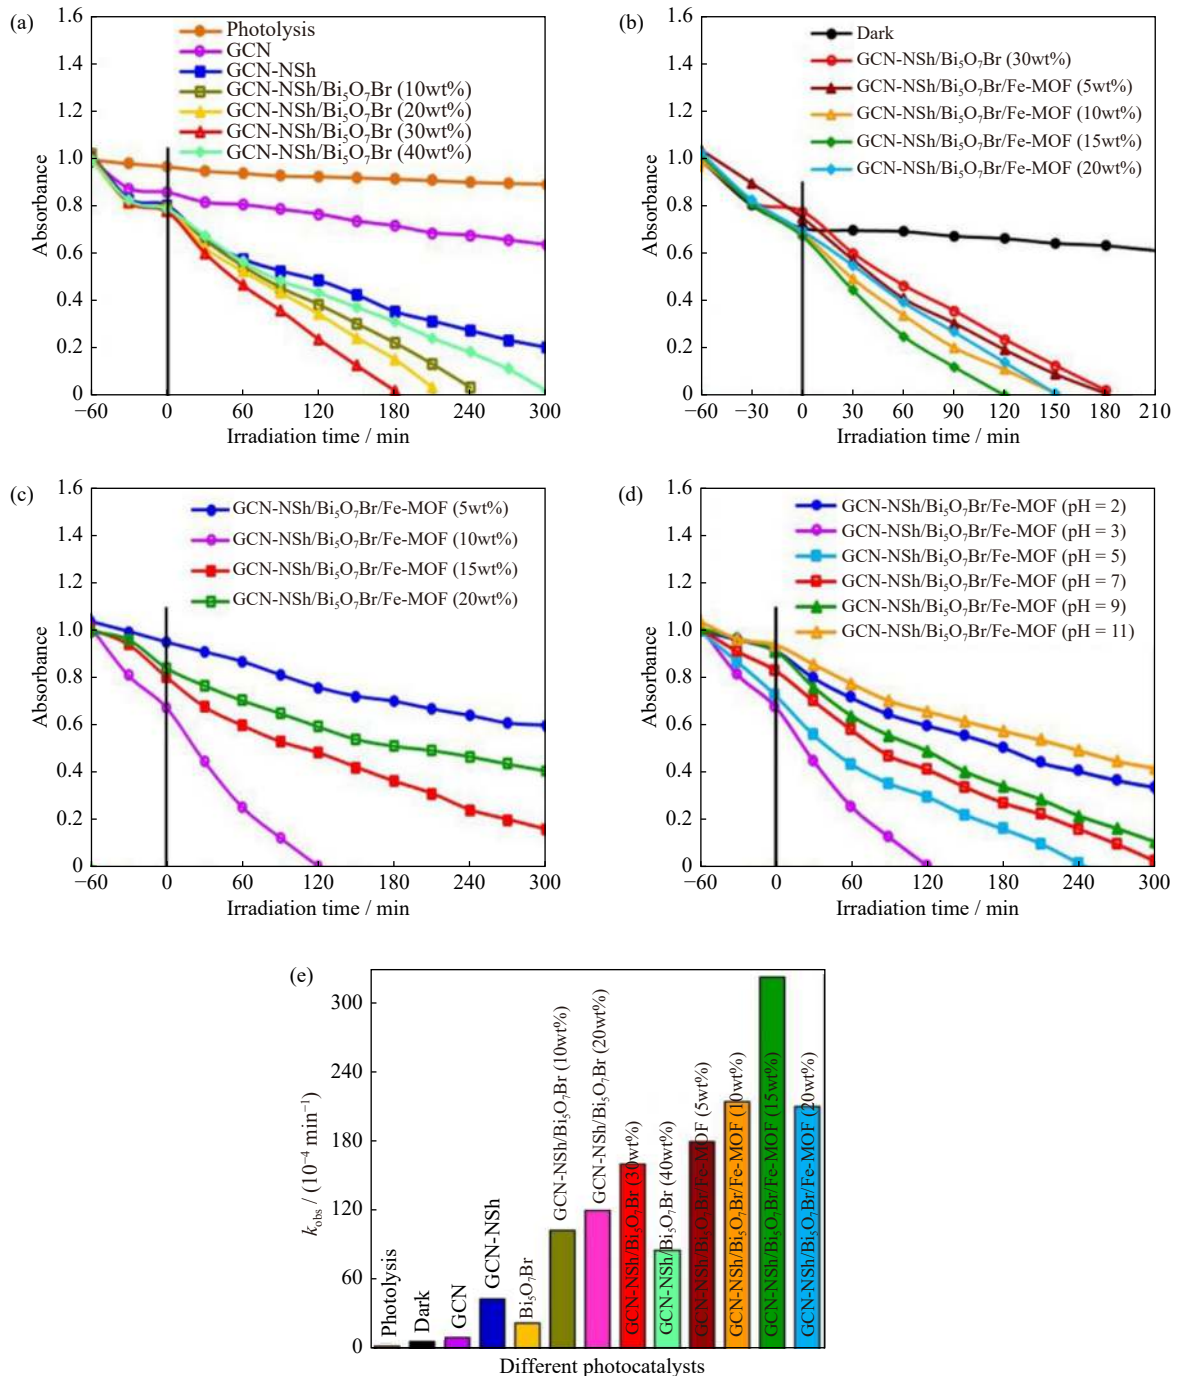 (a)
1.6
1.4
1.2
1.0
0.8
0.6
0.4
0.2
0
Absorbance
Photolysis
GCN
GCN-NSh
GCN-NSh/Bi₅O₇Br (10wt%)
GCN-NSh/Bi₅O₇Br (20wt%)
GCN-NSh/Bi₅O₇Br (30wt%)
GCN-NSh/Bi₅O₇Br (40wt%)
−60 0 60 120 180 240 300
Irradiation time / min
(b)
1.6
1.4
1.2
1.0
0.8
0.6
0.4
0.2
0
Absorbance
Dark
GCN-NSh/Bi₅O₇Br (30wt%)
GCN-NSh/Bi₅O₇Br/Fe-MOF (5wt%)
GCN-NSh/Bi₅O₇Br/Fe-MOF (10wt%)
GCN-NSh/Bi₅O₇Br/Fe-MOF (15wt%)
GCN-NSh/Bi₅O₇Br/Fe-MOF (20wt%)
−60 −30 0 30 60 90 120 150 180 210
Irradiation time / min
(c)
1.6
1.4
1.2
1.0
0.8
0.6
0.4
0.2
0
Absorbance
GCN-NSh/Bi₅O₇Br/Fe-MOF (5wt%)
GCN-NSh/Bi₅O₇Br/Fe-MOF (10wt%)
GCN-NSh/Bi₅O₇Br/Fe-MOF (15wt%)
GCN-NSh/Bi₅O₇Br/Fe-MOF (20wt%)
−60 0 60 120 180 240 300
Irradiation time / min
(d)
1.6
1.4
1.2
1.0
0.8
0.6
0.4
0.2
0
Absorbance
GCN-NSh/Bi₅O₇Br/Fe-MOF (pH = 2)
GCN-NSh/Bi₅O₇Br/Fe-MOF (pH = 3)
GCN-NSh/Bi₅O₇Br/Fe-MOF (pH = 5)
GCN-NSh/Bi₅O₇Br/Fe-MOF (pH = 7)
GCN-NSh/Bi₅O₇Br/Fe-MOF (pH = 9)
GCN-NSh/Bi₅O₇Br/Fe-MOF (pH = 11)
−60 0 60 120 180 240 300
Irradiation time / min
(e)
300
240
180
120
60
0
k_obs / (10⁻⁴ min⁻¹)
Photolysis
Dark
GCN
GCN-NSh
Bi₅O₇Br
GCN-NSh/Bi₅O₇Br (10wt%)
GCN-NSh/Bi₅O₇Br (20wt%)
GCN-NSh/Bi₅O₇Br (30wt%)
GCN-NSh/Bi₅O₇Br (40wt%)
GCN-NSh/Bi₅O₇Br/Fe-MOF (5wt%)
GCN-NSh/Bi₅O₇Br/Fe-MOF (10wt%)
GCN-NSh/Bi₅O₇Br/Fe-MOF (15wt%)
GCN-NSh/Bi₅O₇Br/Fe-MOF (20wt%)
Different photocatalysts